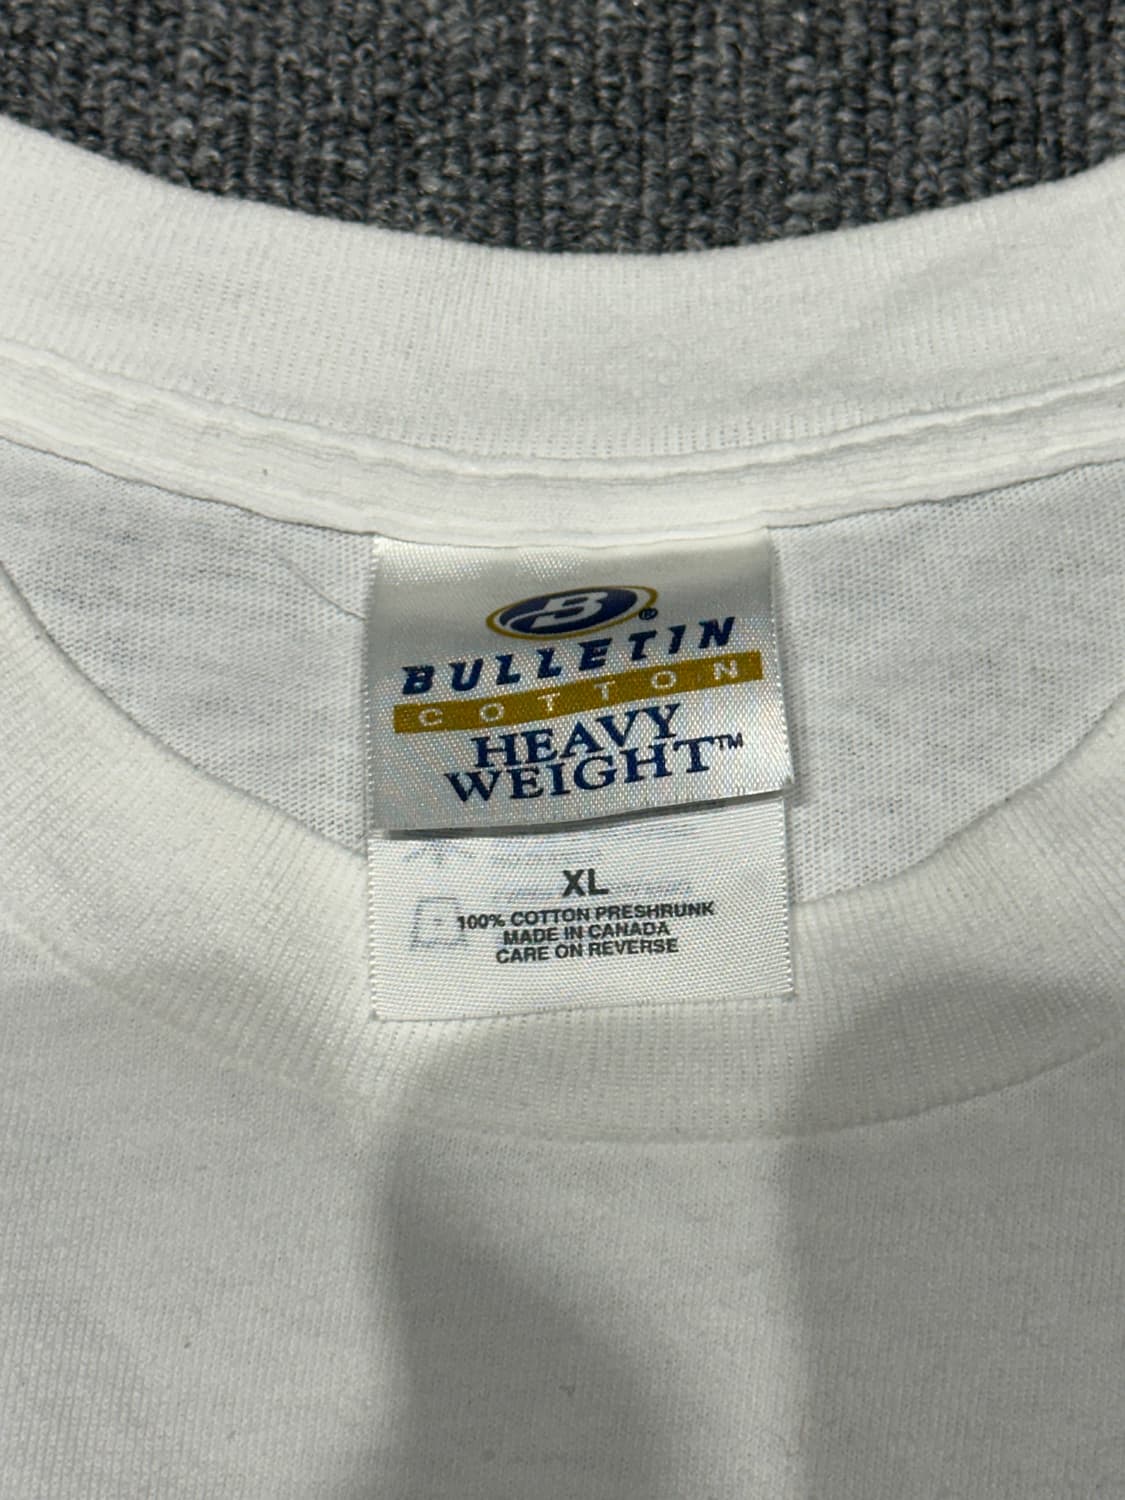 B®
BULLETIN
COTTON
HEAVY
WEIGHT™
XL
100% COTTON PRESHRUNK
MADE IN CANADA
CARE ON REVERSE